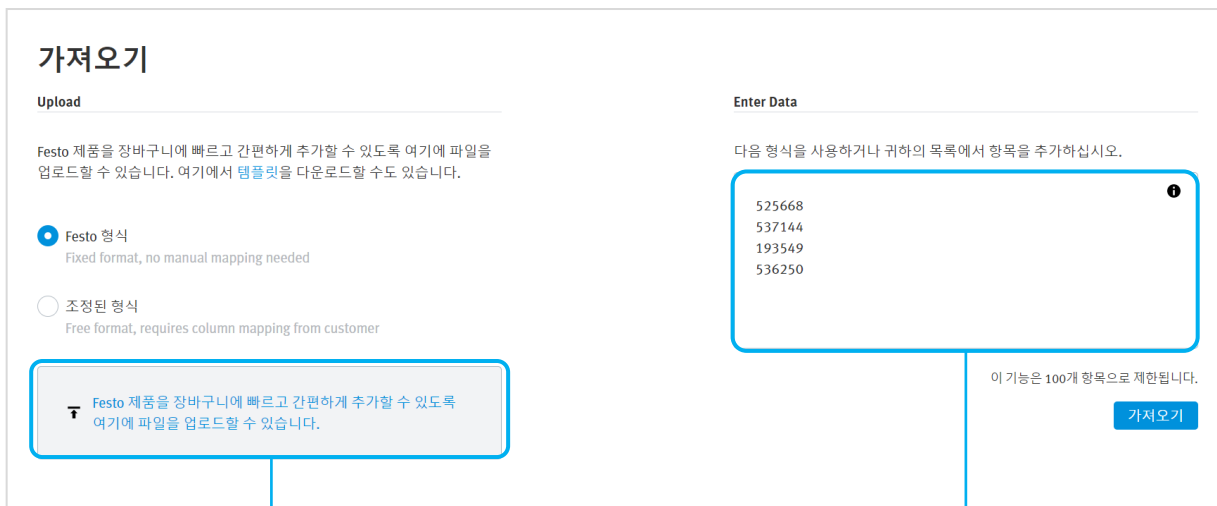 가져오기
Upload
Festo 제품을 장바구니에 빠르고 간편하게 추가할 수 있도록 여기에 파일을
업로드할 수 있습니다. 여기에서 템플릿을 다운로드할 수도 있습니다.
Festo 형식
Fixed format, no manual mapping needed
조정된 형식
Free format, requires column mapping from customer
Festo 제품을 장바구니에 빠르고 간편하게 추가할 수 있도록
여기에 파일을 업로드할 수 있습니다.
Enter Data
다음 형식을 사용하거나 귀하의 목록에서 항목을 추가하십시오.
525668
537144
193549
536250
이 기능은 100개 항목으로 제한됩니다.
가져오기